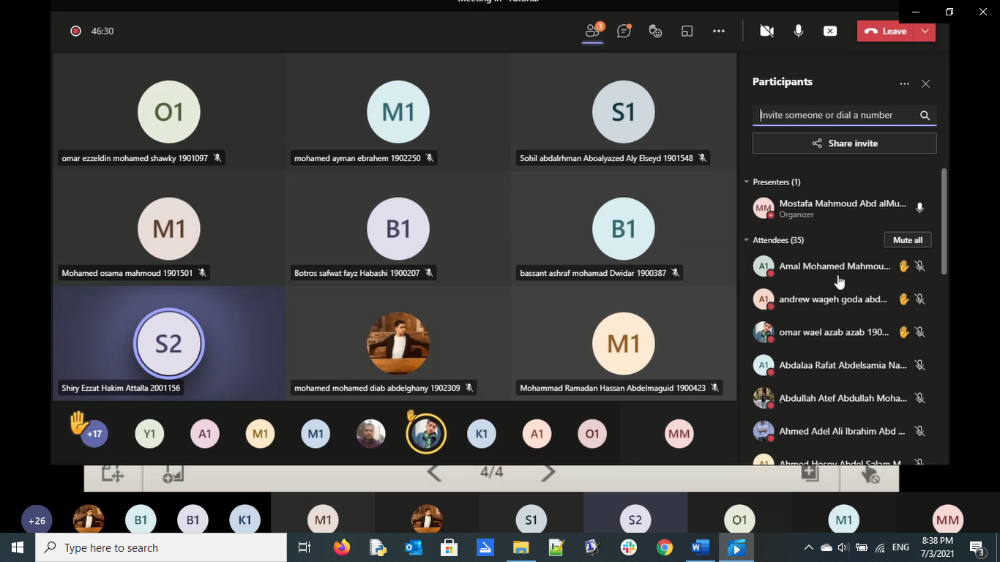 Meeting in "Tutorial"
46:30
3
Leave
O1
M1
S1
omar ezzeldin mohamed shawky 1901097
mohamed ayman ebrahem 1902250
Sohil abdalrhman Aboalyazed Aly Elseyd 1901548
M1
B1
B1
Mohamed osama mahmoud 1901501
Botros safwat fayz Habashi 1900207
bassant ashraf mohamad Dwidar 1900387
S2
M1
Shiry Ezzat Hakim Attalla 2001156
mohamed mohamed diab abdelghany 1902309
Mohammad Ramadan Hassan Abdelmaguid 1900423
+17
Y1
A1
M1
M1
K1
A1
O1
MM
Participants
Invite someone or dial a number
Share invite
Presenters (1)
MM
Mostafa Mahmoud Abd alMu...
Organizer
Attendees (35)
Mute all
A1
Amal Mohamed Mahmou...
A1
andrew wageh goda abd...
omar wael azab azab 190...
A1
Abdalaa Rafat Abdelsamia Na...
Abdullah Atef Abdullah Moha...
Ahmed Adel Ali Ibrahim Abd ...
A1
Ahmed Hosny Abdel Salam M...
4/4
+26
B1
B1
K1
M1
S1
S2
O1
M1
MM
Type here to search
ENG
8:38 PM
7/3/2021
3